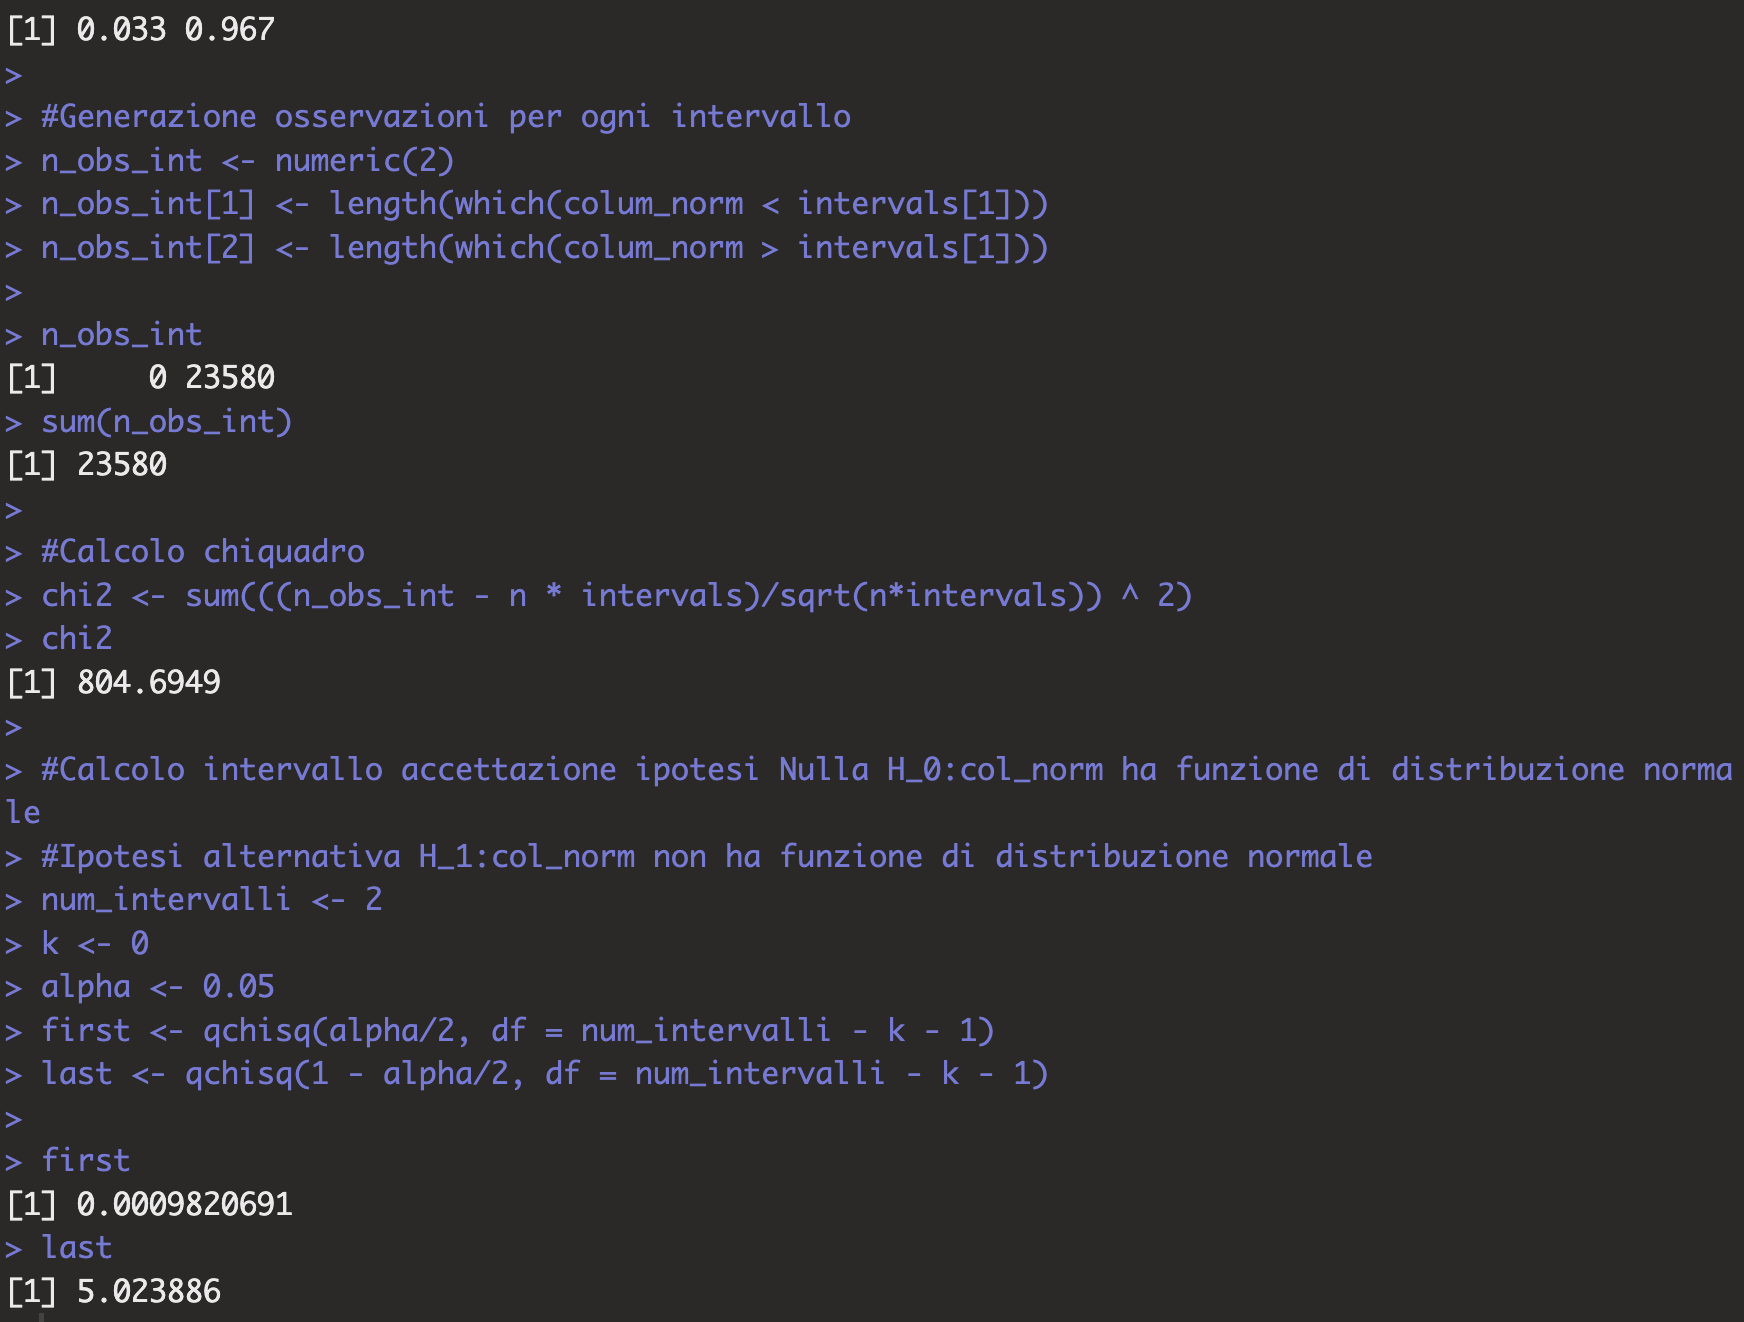 [1] 0.033 0.967
>
> #Generazione osservazioni per ogni intervallo
> n_obs_int <- numeric(2)
> n_obs_int[1] <- length(which(colum_norm < intervals[1]))
> n_obs_int[2] <- length(which(colum_norm > intervals[1]))
>
> n_obs_int
[1]     0 23580
> sum(n_obs_int)
[1] 23580
>
> #Calcolo chiquadro
> chi2 <- sum(((n_obs_int - n * intervals)/sqrt(n*intervals)) ^ 2)
> chi2
[1] 804.6949
>
> #Calcolo intervallo accettazione ipotesi Nulla H_0:col_norm ha funzione di distribuzione norma
le
> #Ipotesi alternativa H_1:col_norm non ha funzione di distribuzione normale
> num_intervalli <- 2
> k <- 0
> alpha <- 0.05
> first <- qchisq(alpha/2, df = num_intervalli - k - 1)
> last <- qchisq(1 - alpha/2, df = num_intervalli - k - 1)
>
> first
[1] 0.0009820691
> last
[1] 5.023886